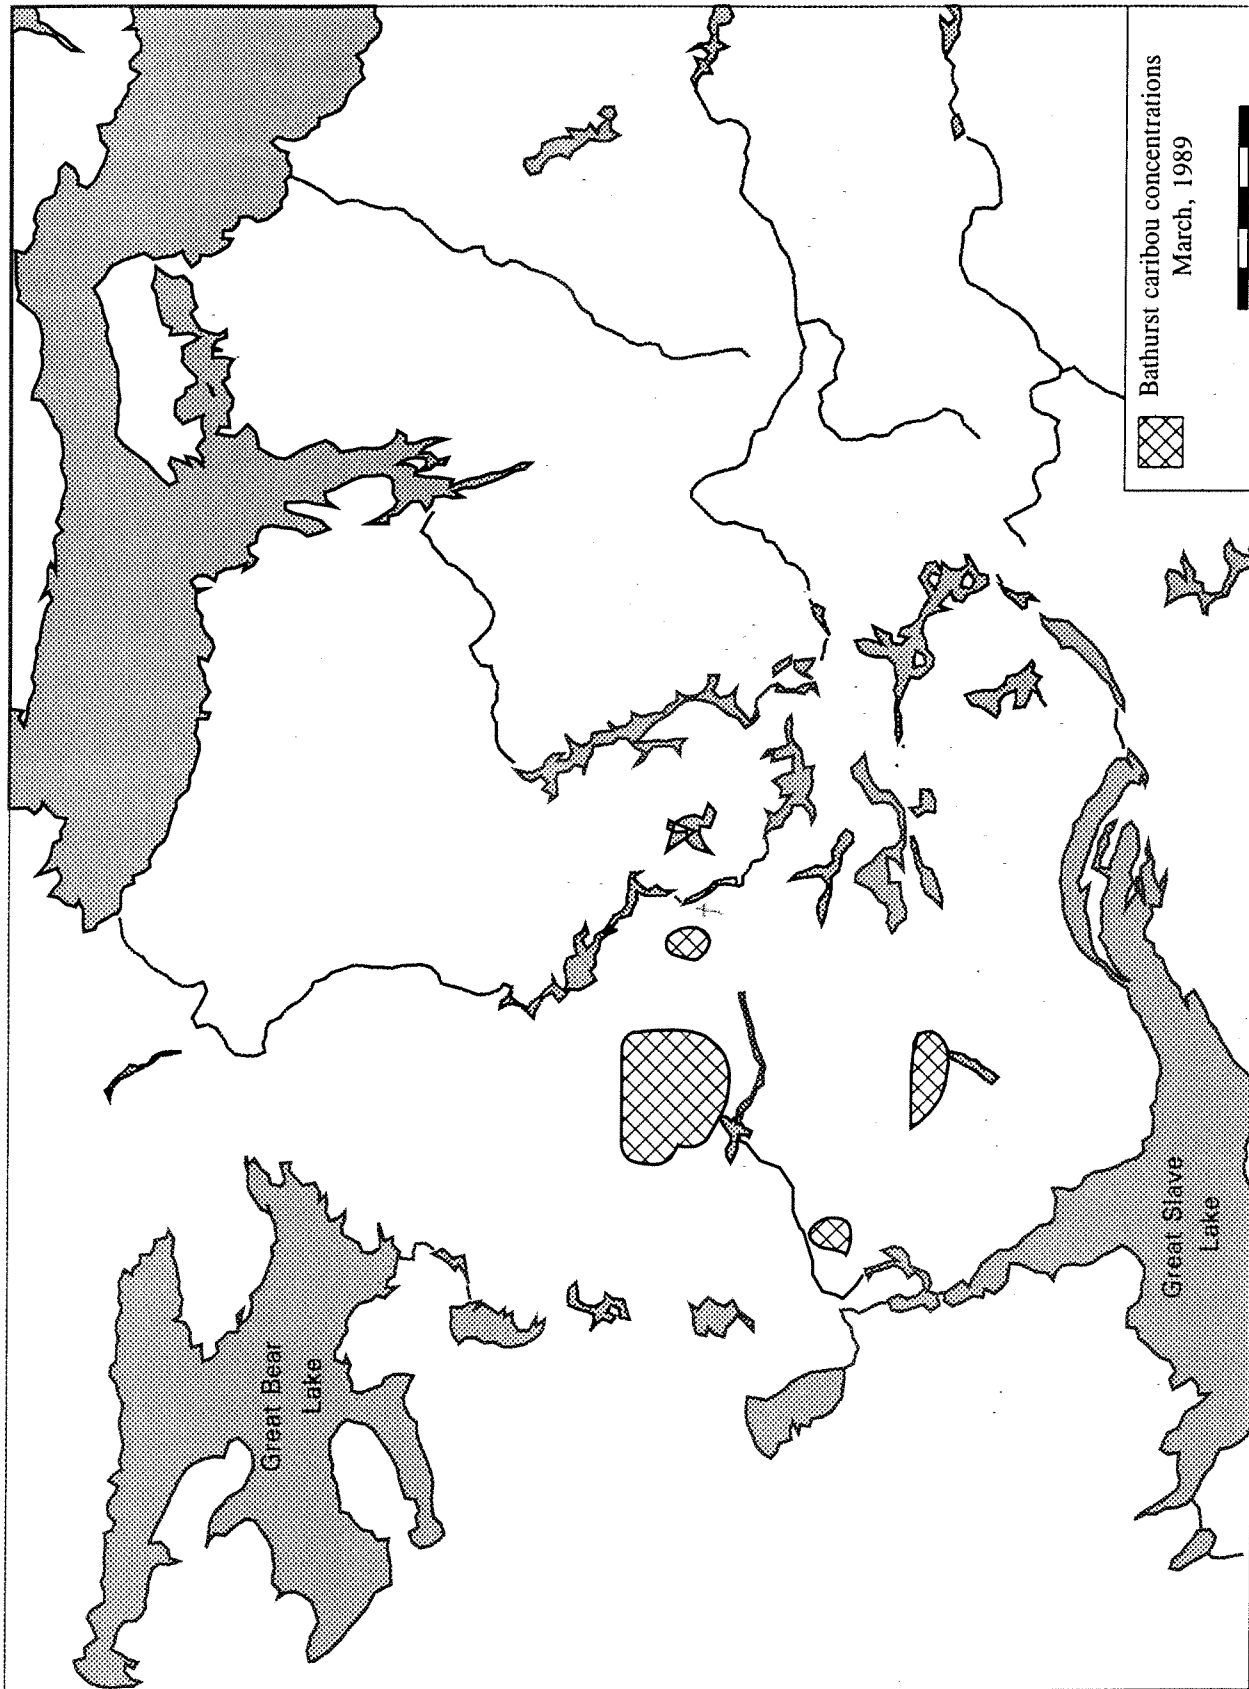 Great Bear
Lake
Great Slave
Lake
Bathurst caribou concentrations
March, 1989